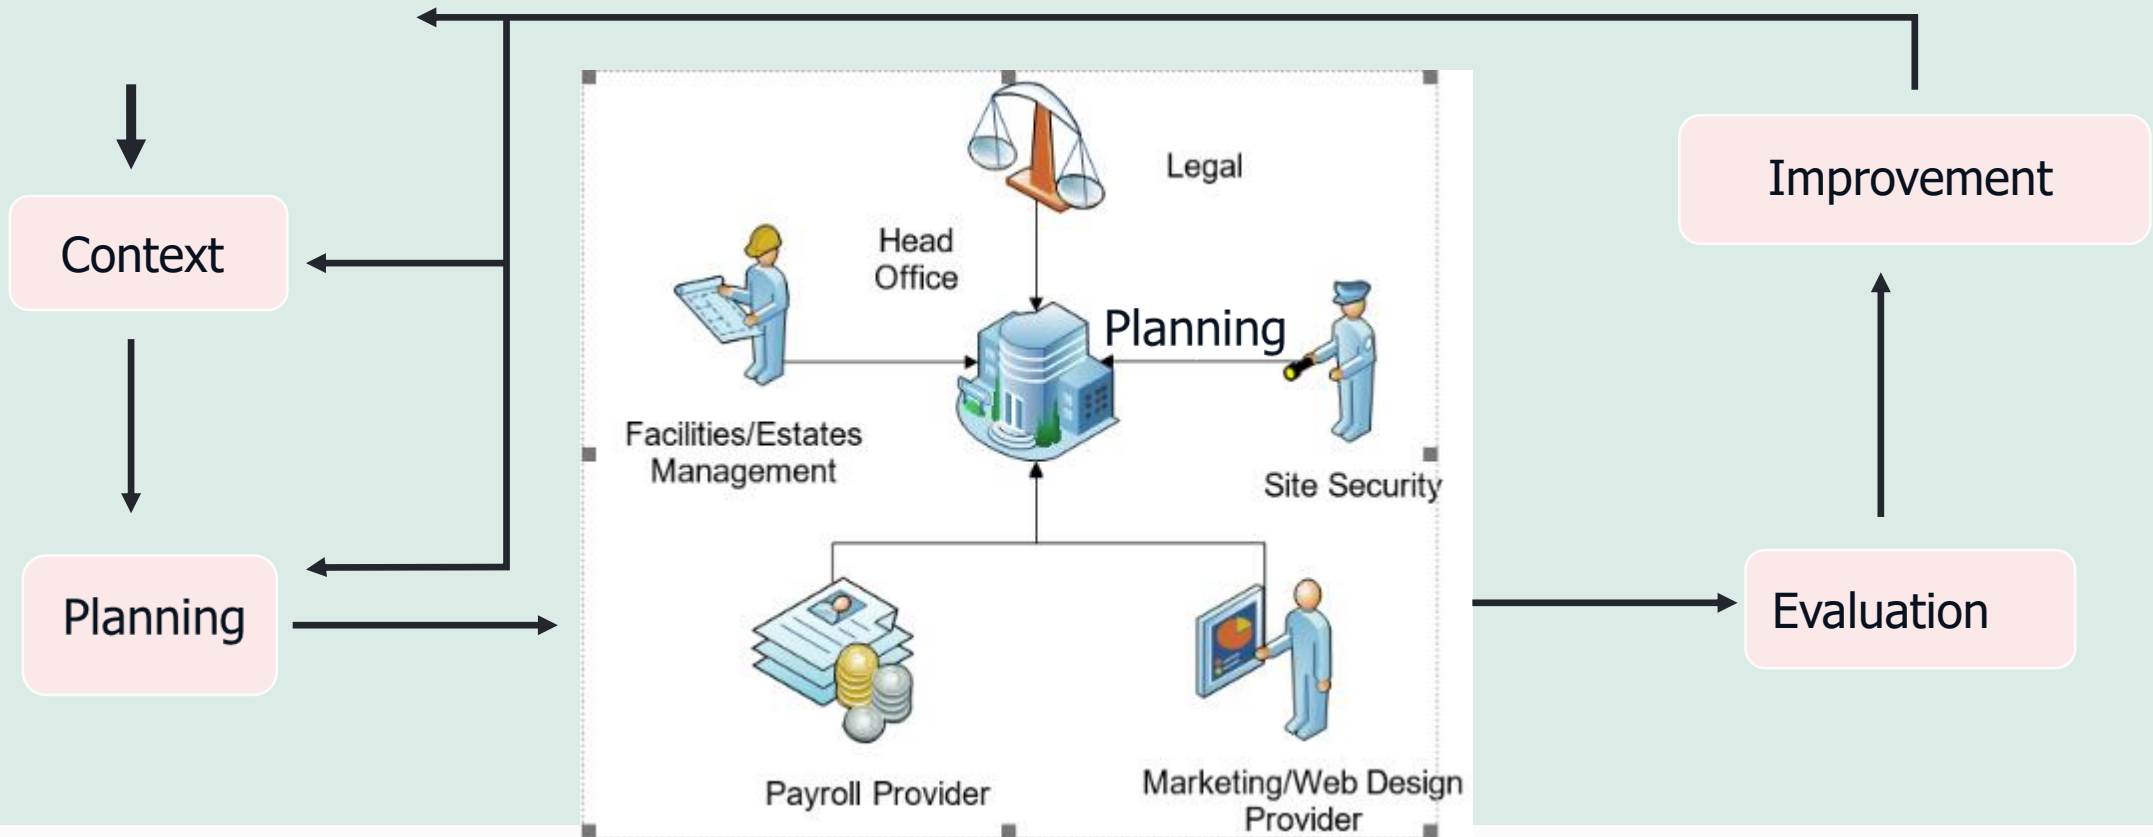 Context
Planning
Legal
Head
Office
Planning
Facilities/Estates
Management
Site Security
Payroll Provider
Marketing/Web Design
Provider
Improvement
Evaluation